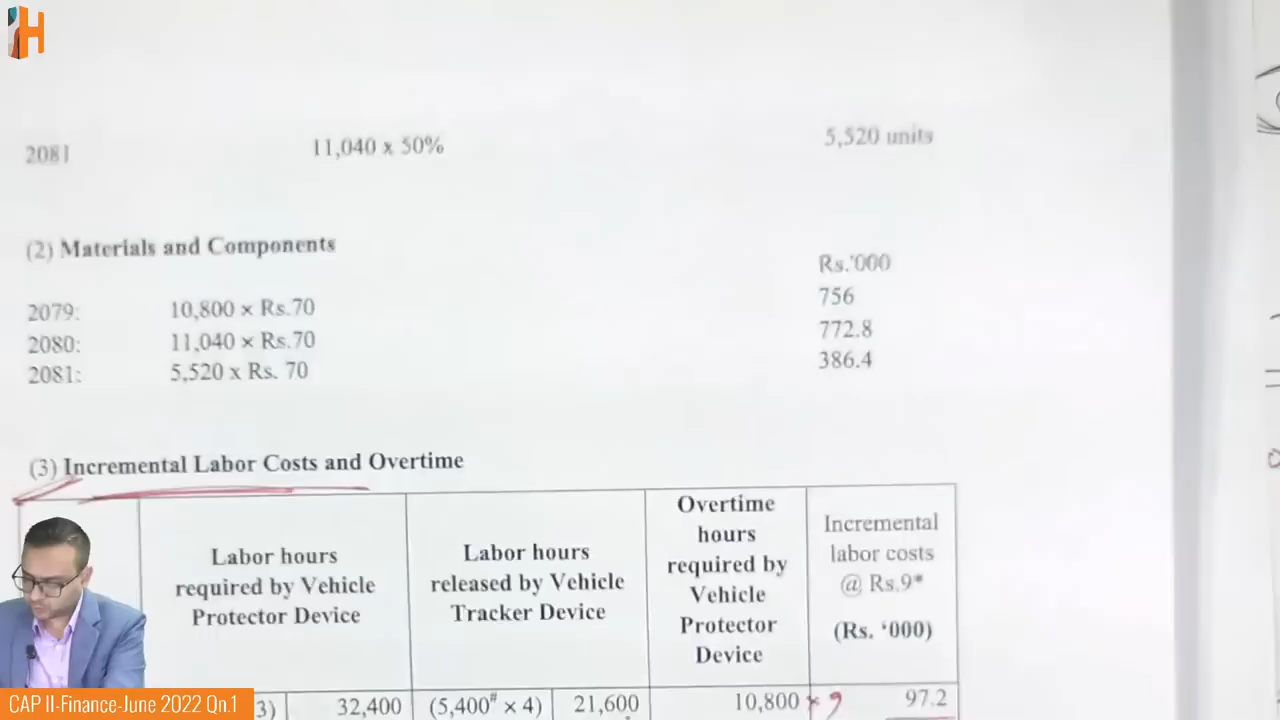 H
2081 11,040 x 50% 5,520 units
(2) Materials and Components
Rs.'000
2079: 10,800 × Rs.70 756
2080: 11,040 × Rs.70 772.8
2081: 5,520 x Rs. 70 386.4
(3) Incremental Labor Costs and Overtime
Labor hours
required by Vehicle
Protector Device
Labor hours
released by Vehicle
Tracker Device
Overtime
hours
required by
Vehicle
Protector
Device
Incremental
labor costs
@ Rs.9*
(Rs. ‘000)
3) 32,400 (5,400# × 4) 21,600 10,800 × 9 97.2
CAP II-Finance-June 2022 Qn.1